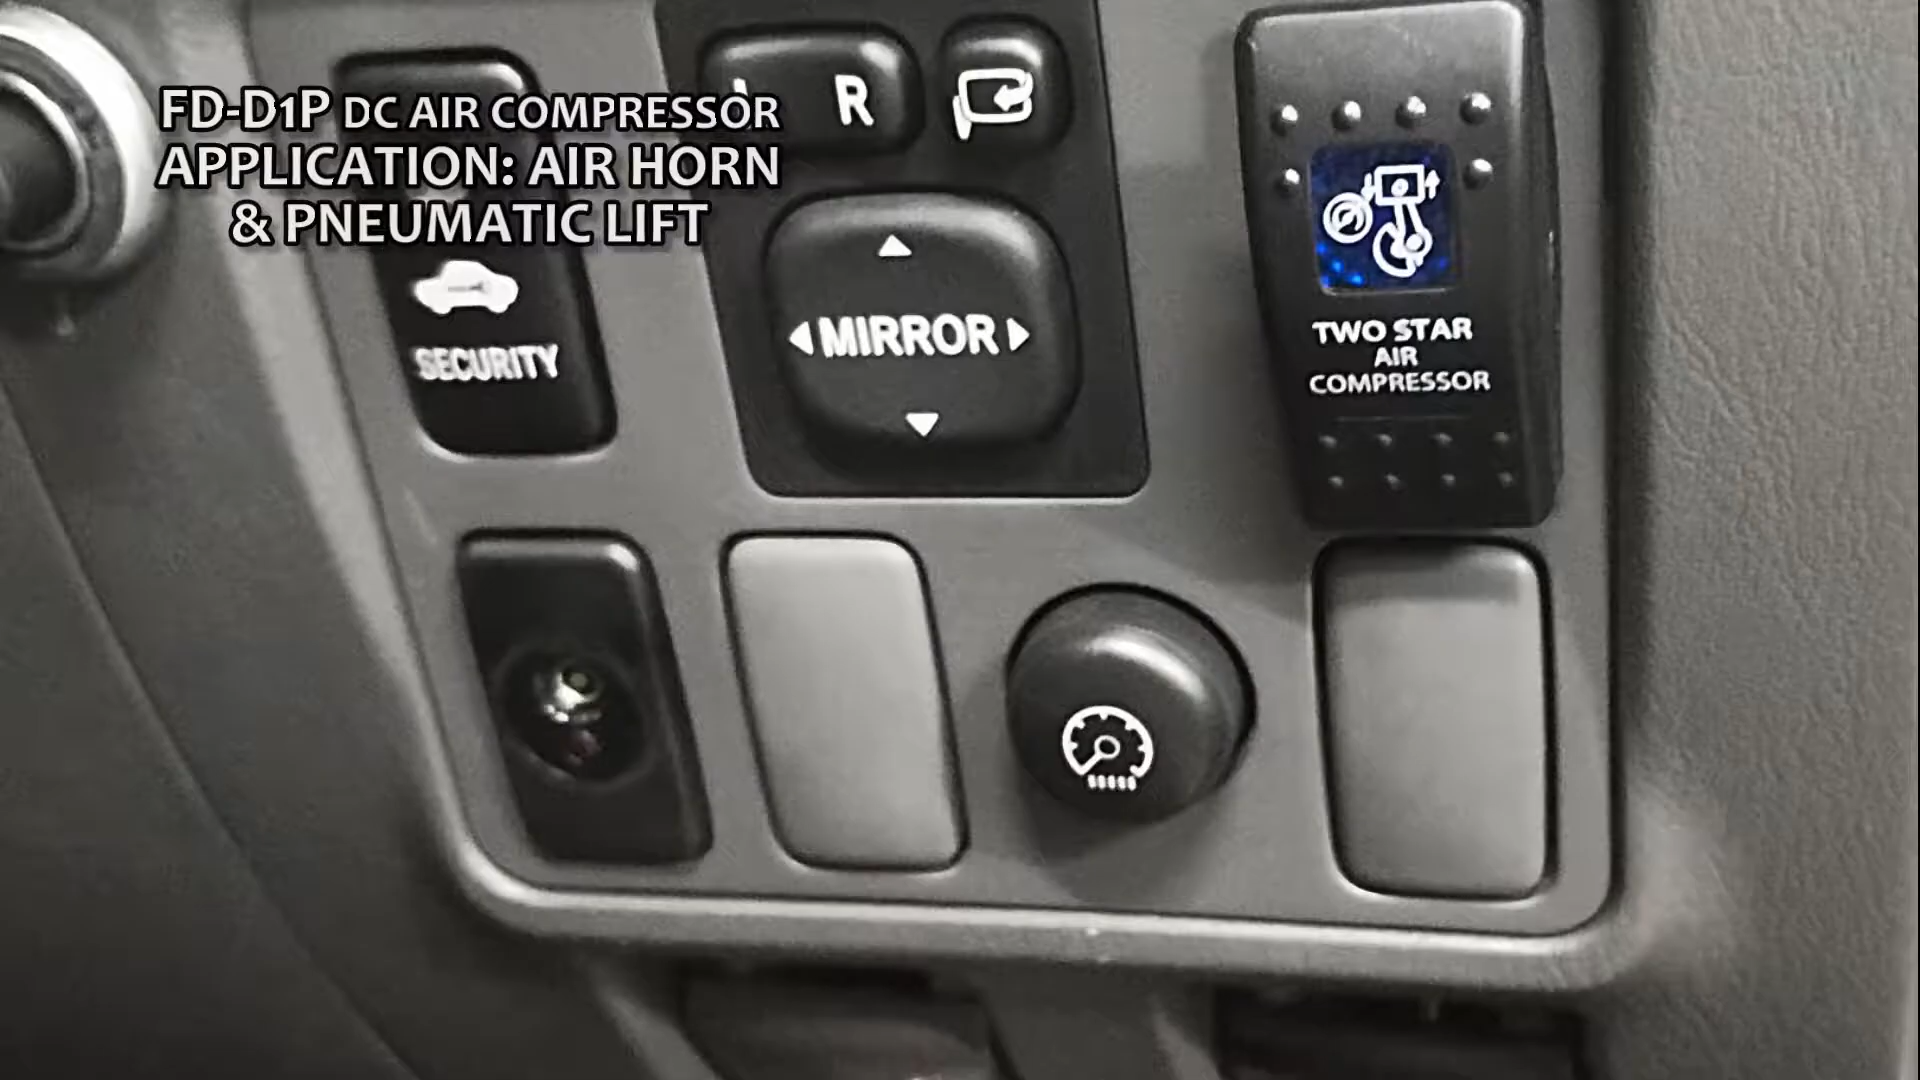 FD-D1P DC AIR COMPRESSOR
APPLICATION: AIR HORN
& PNEUMATIC LIFT
R
SECURITY
MIRROR
TWO STAR
AIR
COMPRESSOR